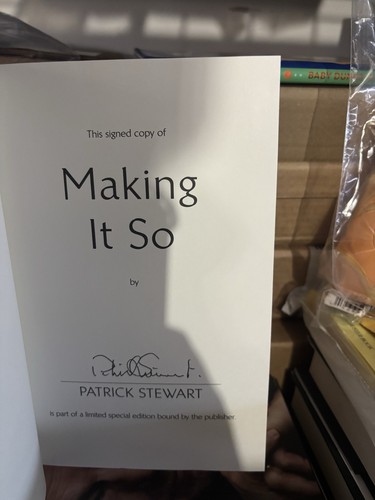 This signed copy of
Making
It So
by
PATRICK STEWART
is part of a limited special edition bound by the publisher
BABY